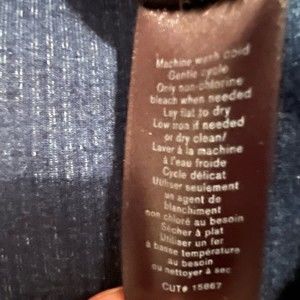 Machine wash cold
Gentle cycle
Only non-chlorine
bleach when needed
Lay flat to dry
Low iron if needed
or dry clean/
Laver à la machine
à l'eau froide
Cycle délicat
Utiliser seulement
un agent de
blanchiment
non chloré au besoin
Sécher à plat
Utiliser un fer
à basse température
au besoin
ou nettoyer à sec
CUT# 15867